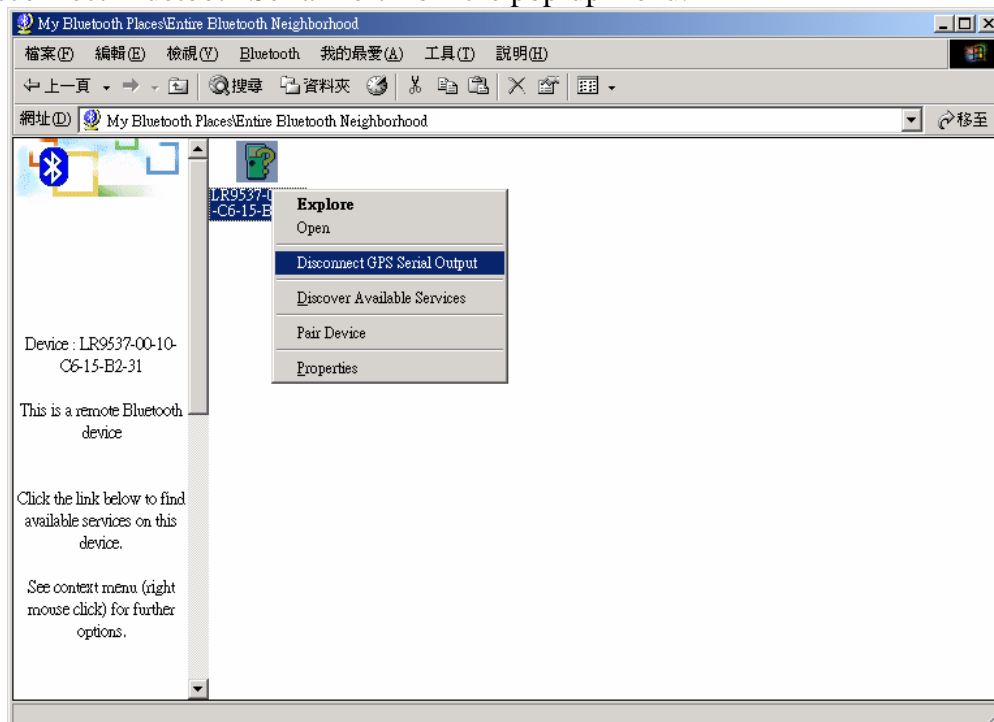 My Bluetooth Places\Entire Bluetooth Neighborhood
檔案(F) 編輯(E) 檢視(V) Bluetooth 我的最愛(A) 工具(T) 說明(H)
上一頁 搜尋 資料夾
網址(D) My Bluetooth Places\Entire Bluetooth Neighborhood 移至
LR9537-
-C6-15-B
Explore
Open
Disconnect GPS Serial Output
Discover Available Services
Pair Device
Properties
Device : LR9537-00-10-
C6-15-B2-31
This is a remote Bluetooth
device
Click the link below to find
available services on this
device.
See context menu (right
mouse click) for further
options.